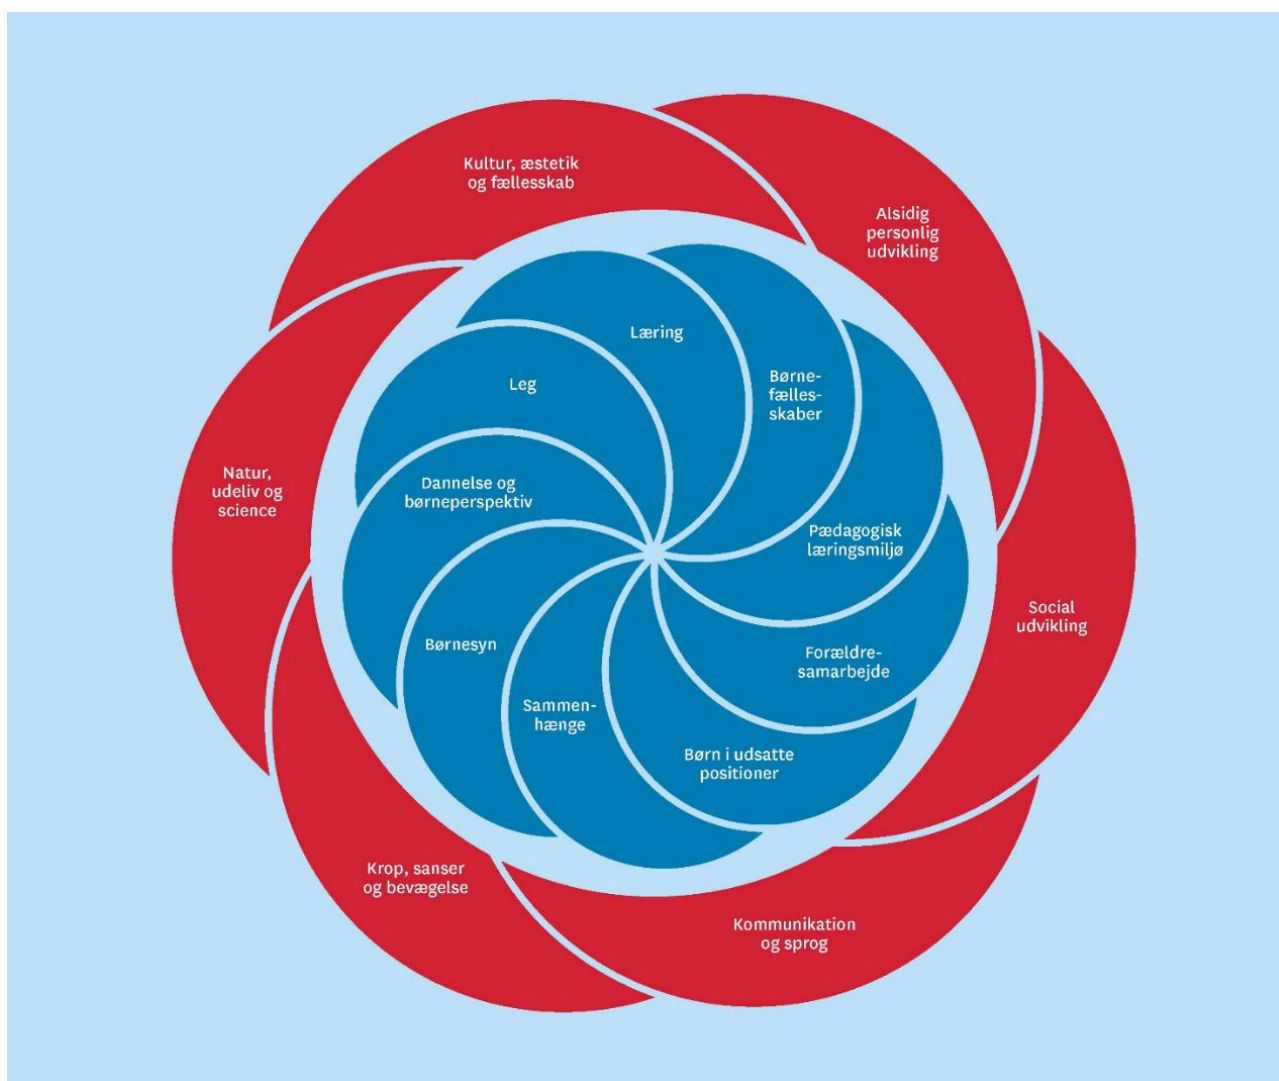 Kultur, æstetik
og fællesskab
Alsidig
personlig
udvikling
Læring
Børne-
fælles-
skaber
Leg
Natur,
udeliv og
science
Dannelse og
børneperspektiv
Pædagogisk
læringsmiljø
Social
udvikling
Børnesyn
Forældre-
samarbejde
Sammen-
hænge
Børn i udsatte
positioner
Krop, sanser
og bevægelse
Kommunikation
og sprog